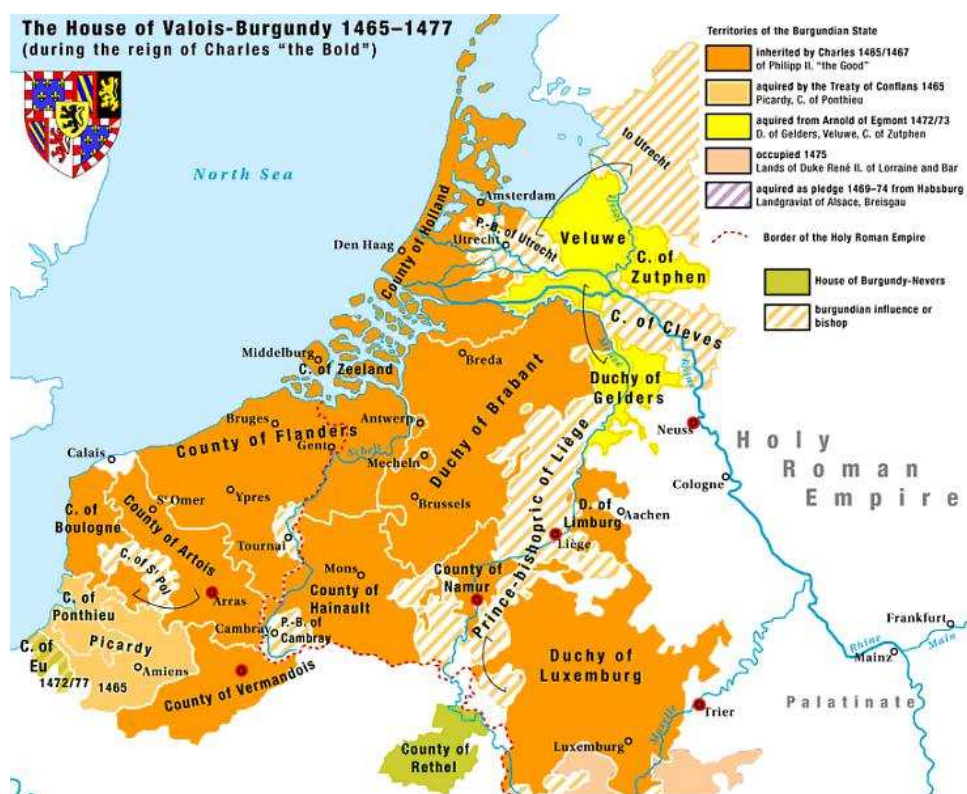 The House of Valois-Burgundy 1465–1477
(during the reign of Charles “the Bold”)
Territories of the Burgundian State
inherited by Charles 1465/1467
of Philipp II. “the Good”
aquired by the Treaty of Conflans 1465
Picardy, C. of Ponthieu
aquired from Arnold of Egmont 1472/73
D. of Gelders, Veluwe, C. of Zutphen
occupied 1475
Lands of Duke René II. of Lorraine and Bar
aquired as pledge 1469–74 from Habsburg
Landgraviat of Alsace, Breisgau
Border of the Holy Roman Empire
House of Burgundy-Nevers
burgundian influence or
bishop
North Sea
to Utrecht
Amsterdam
County of Holland
P.-B. of Utrecht
Utrecht
Den Haag
Veluwe
C. of
Zutphen
C. of Cleves
Middelburg
C. of Zeeland
Breda
Meuse
Rhine
Duchy of
Gelders
Duchy of Brabant
Bruges
County of Flanders
Antwerp
Neuss
Calais
Gent
Scheldt
Mecheln
Holy
Roman
Empire
Cologne
St Omer
Ypres
Brussels
C. of
Boulogne
County of Artois
Tournai
Prince-bishopric of Liège
D. of
Limburg
Aachen
Liège
C. of St Pol
Mons
County of
Hainault
County of
Namur
Arras
C. of
Ponthieu
Cambray
P.-B. of
Cambray
Frankfurt
Main
Rhine
Mainz
Picardy
C. of
Eu
1472/77
1465
Amiens
County of Vermandois
Duchy of
Luxemburg
Palatinate
Trier
Moselle
County of
Rethel
Luxemburg